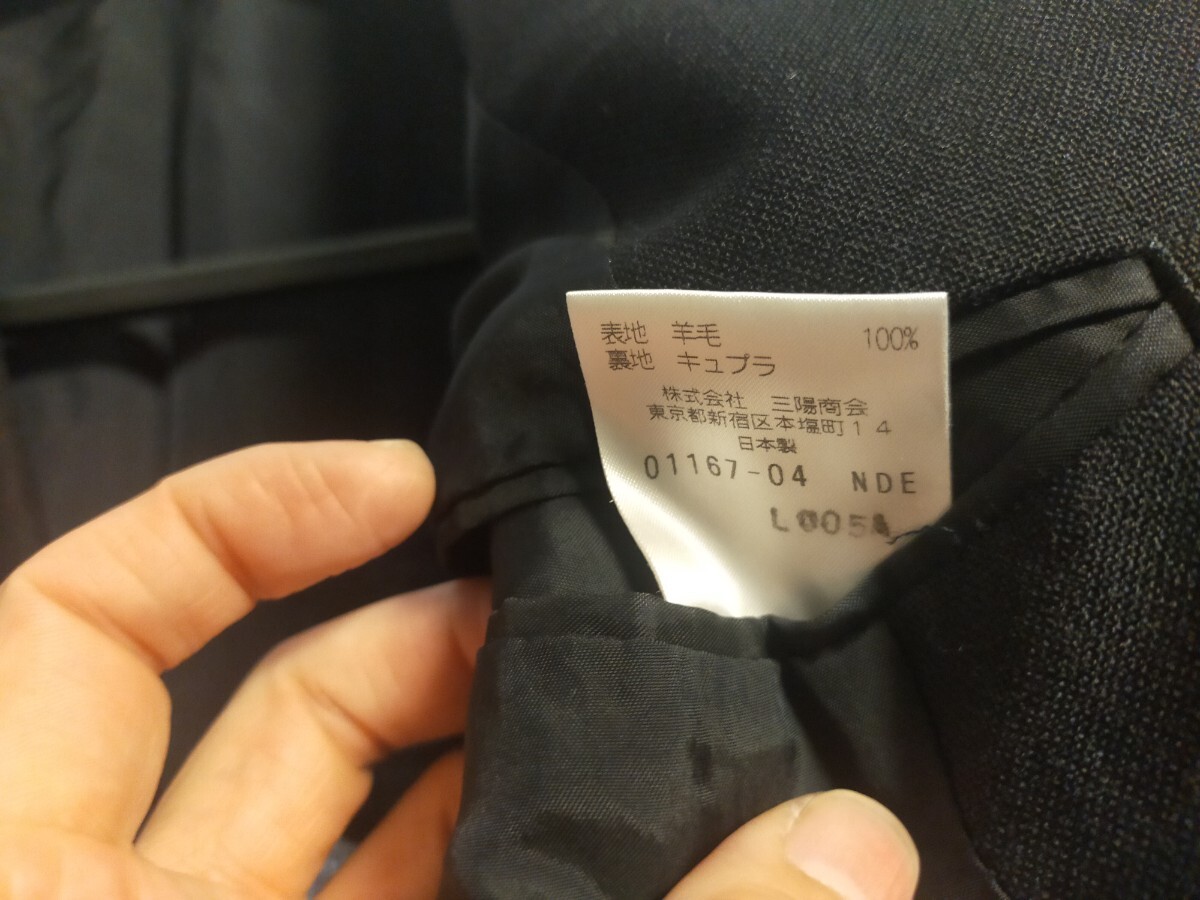 表地 羊毛 100%
裏地 キュプラ
株式会社 三陽商会
東京都新宿区本塩町14
日本製
01167-04 NDE
L005A